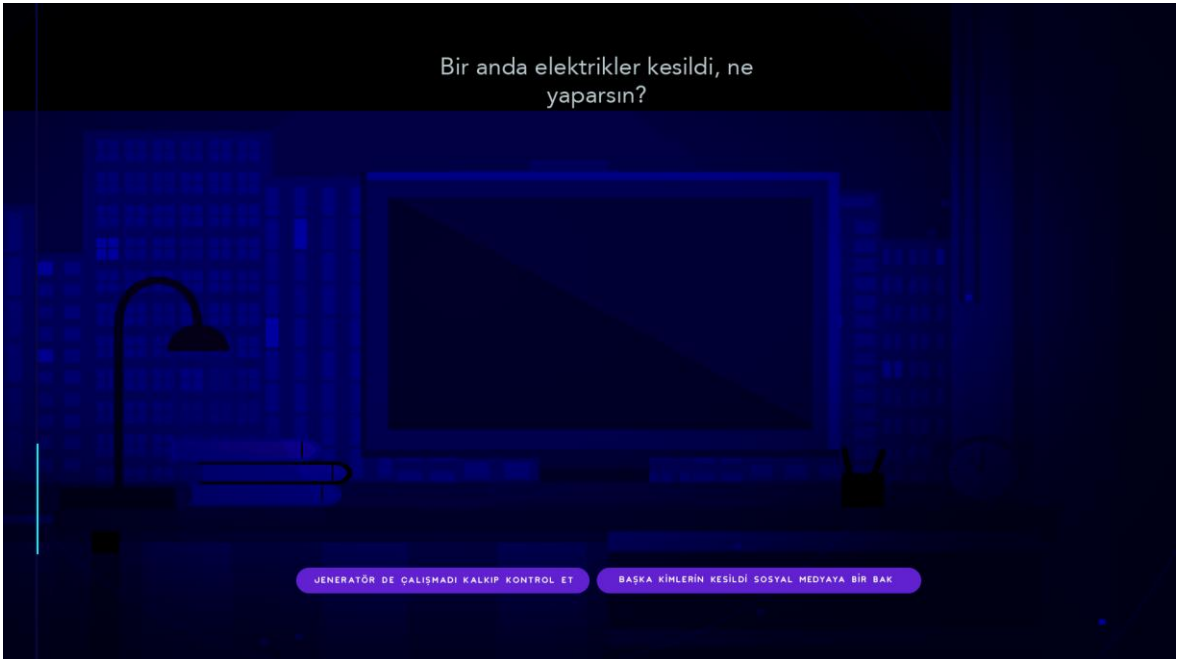 Bir anda elektrikler kesildi, ne
yaparsın?
JENERATÖR DE ÇALIŞMADI KALKIP KONTROL ET
BAŞKA KİMLERİN KESİLDİ SOSYAL MEDYAYA BİR BAK